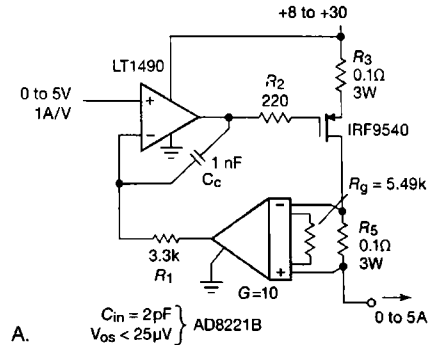 +8 to +30
LT1490
R3
0.1Ω
3W
0 to 5V
1A/V
R2
220
+
−
IRF9540
1 nF
Cc
Rg = 5.49k
3.3k
R1
−
+
R5
0.1Ω
3W
G=10
0 to 5A
A.
Cin = 2pF
Vos < 25µV
} AD8221B